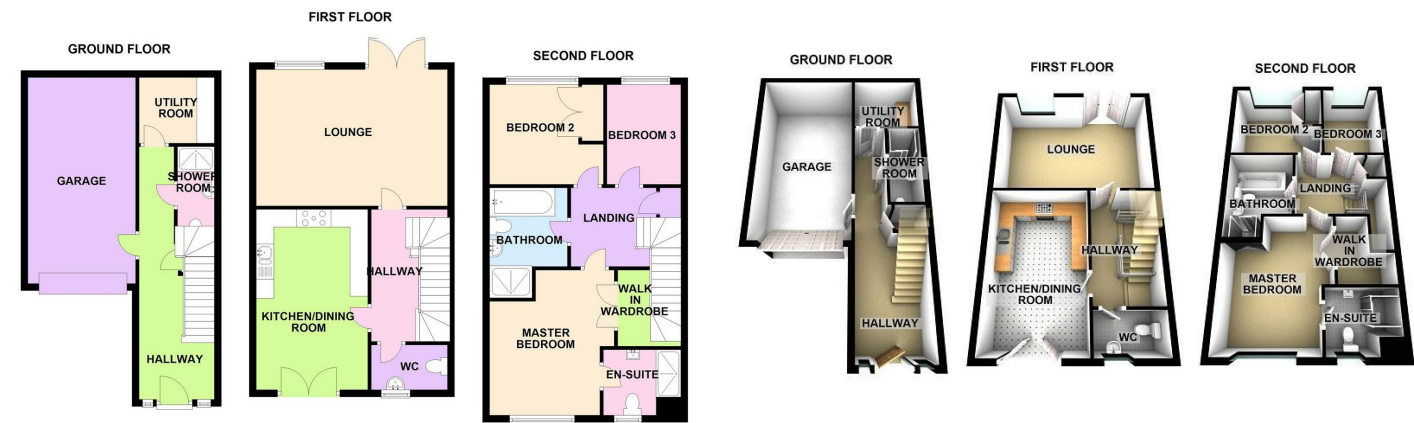 GROUND FLOOR
UTILITY
ROOM
GARAGE
SHOWER
ROOM
HALLWAY
FIRST FLOOR
LOUNGE
HALLWAY
KITCHEN/DINING
ROOM
WC
SECOND FLOOR
BEDROOM 2
BEDROOM 3
LANDING
BATHROOM
WALK
IN
WARDROBE
MASTER
BEDROOM
EN-SUITE
GROUND FLOOR
UTILITY
ROOM
GARAGE
SHOWER
ROOM
HALLWAY
FIRST FLOOR
LOUNGE
HALLWAY
KITCHEN/DINING
ROOM
WC
SECOND FLOOR
BEDROOM 2
BEDROOM 3
LANDING
BATHROOM
WALK
IN
WARDROBE
MASTER
BEDROOM
EN-SUITE